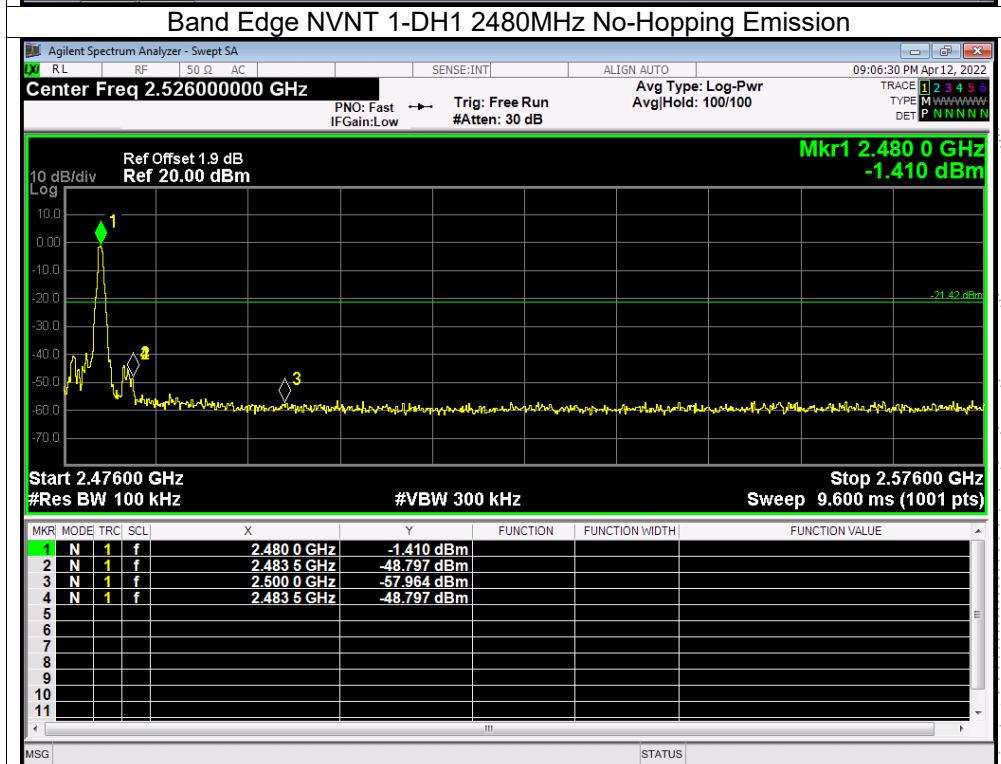 Band Edge NVNT 1-DH1 2480MHz No-Hopping Emission
Agilent Spectrum Analyzer - Swept SA
LXI RL RF 50 Ω AC SENSE:INT ALIGN AUTO 09:06:30 PM Apr 12, 2022
Center Freq 2.526000000 GHz Avg Type: Log-Pwr TRACE 1 2 3 4 5 6
PNO: Fast Trig: Free Run Avg|Hold: 100/100 TYPE M WWWWW
IFGain:Low #Atten: 30 dB DET P N N N N N
Mkr1 2.480 0 GHz
Ref Offset 1.9 dB
10 dB/div Ref 20.00 dBm -1.410 dBm
Log
10.0
1
0.00
-10.0
-20.0
-21.42 dBm
-30.0
-40.0
-50.0
3
-60.0
-70.0
Start 2.47600 GHz Stop 2.57600 GHz
#Res BW 100 kHz #VBW 300 kHz Sweep 9.600 ms (1001 pts)
MKR MODE TRC SCL X Y FUNCTION FUNCTION WIDTH FUNCTION VALUE
1 N 1 f 2.480 0 GHz -1.410 dBm
2 N 1 f 2.483 5 GHz -48.797 dBm
3 N 1 f 2.500 0 GHz -57.964 dBm
4 N 1 f 2.483 5 GHz -48.797 dBm
5
6
7
8
9
10
11
MSG STATUS